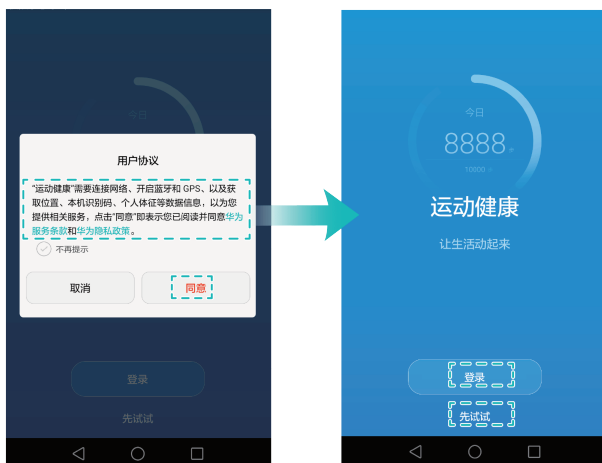 今日
用户协议
“运动健康”需要连接网络、开启蓝牙和 GPS、以及获
取位置、本机识别码、个人体征等数据信息，以为您
提供相关服务，点击“同意”即表示您已阅读并同意华为
服务条款和华为隐私政策。
不再提示
取消
同意
登录
先试试
今日
8888
10000
运动健康
让生活动起来
登录
先试试